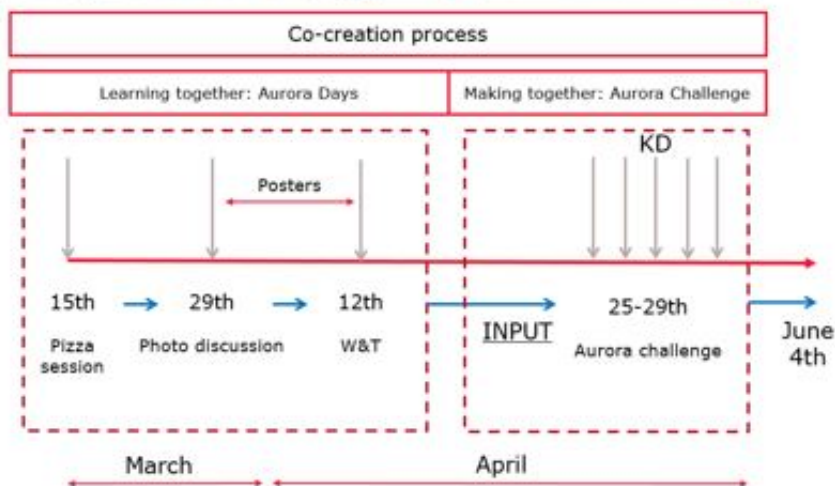 Co-creation process
Learning together: Aurora Days
Making together: Aurora Challenge
KD
Posters
15th
29th
12th
25-29th
Pizza
session
Photo discussion
W&T
INPUT
Aurora challenge
June
4th
March
April